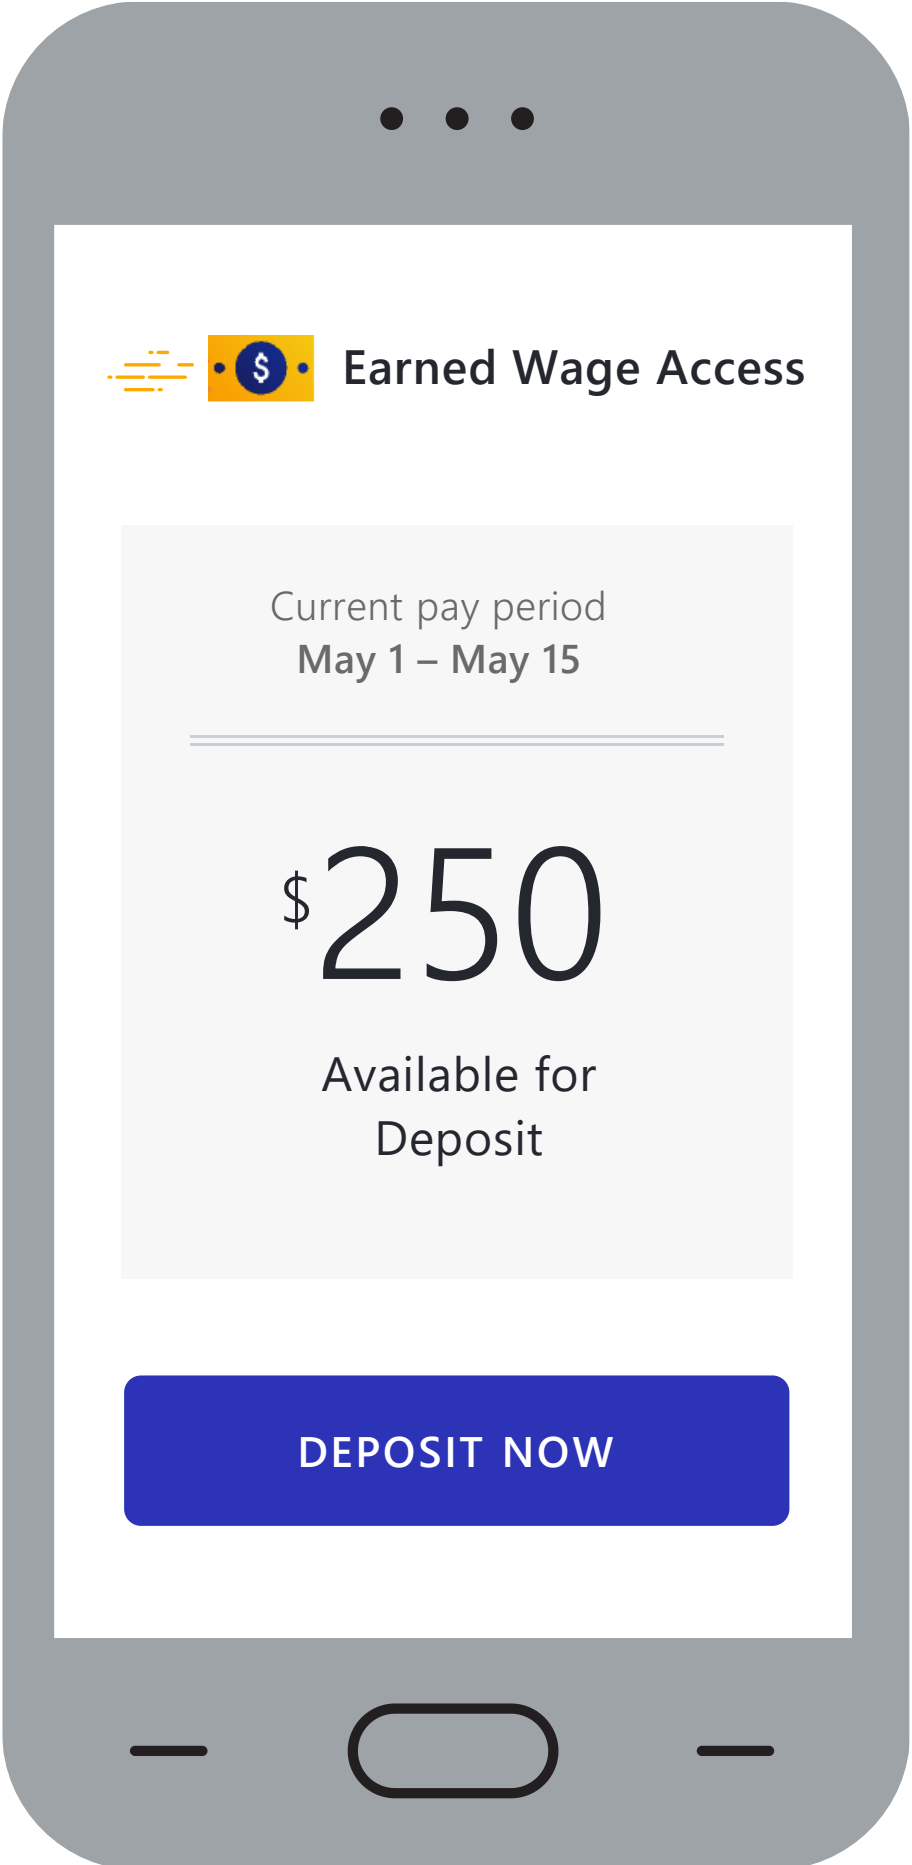 $ Earned Wage Access
Current pay period
May 1 – May 15
$250
Available for
Deposit
DEPOSIT NOW